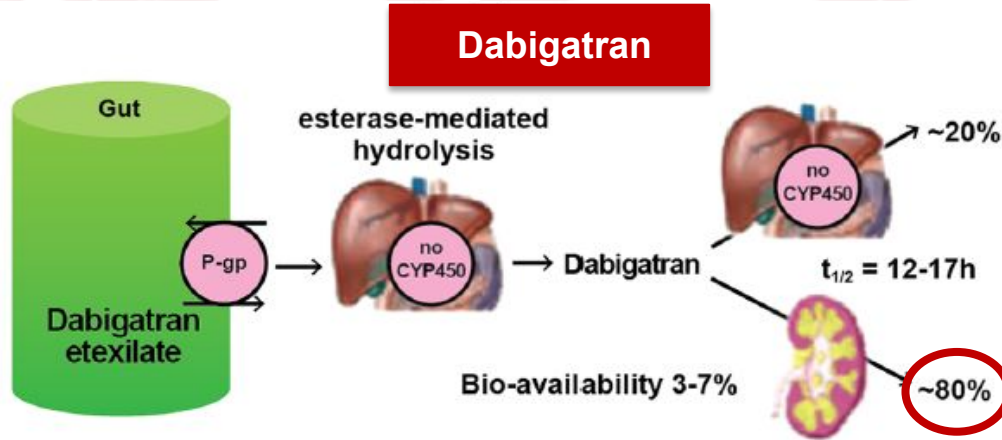 Dabigatran
Gut
P-gp
Dabigatran
etexilate
esterase-mediated
hydrolysis
no
CYP450
Dabigatran
no
CYP450
~20%
t1/2 = 12-17h
Bio-availability 3-7%
~80%